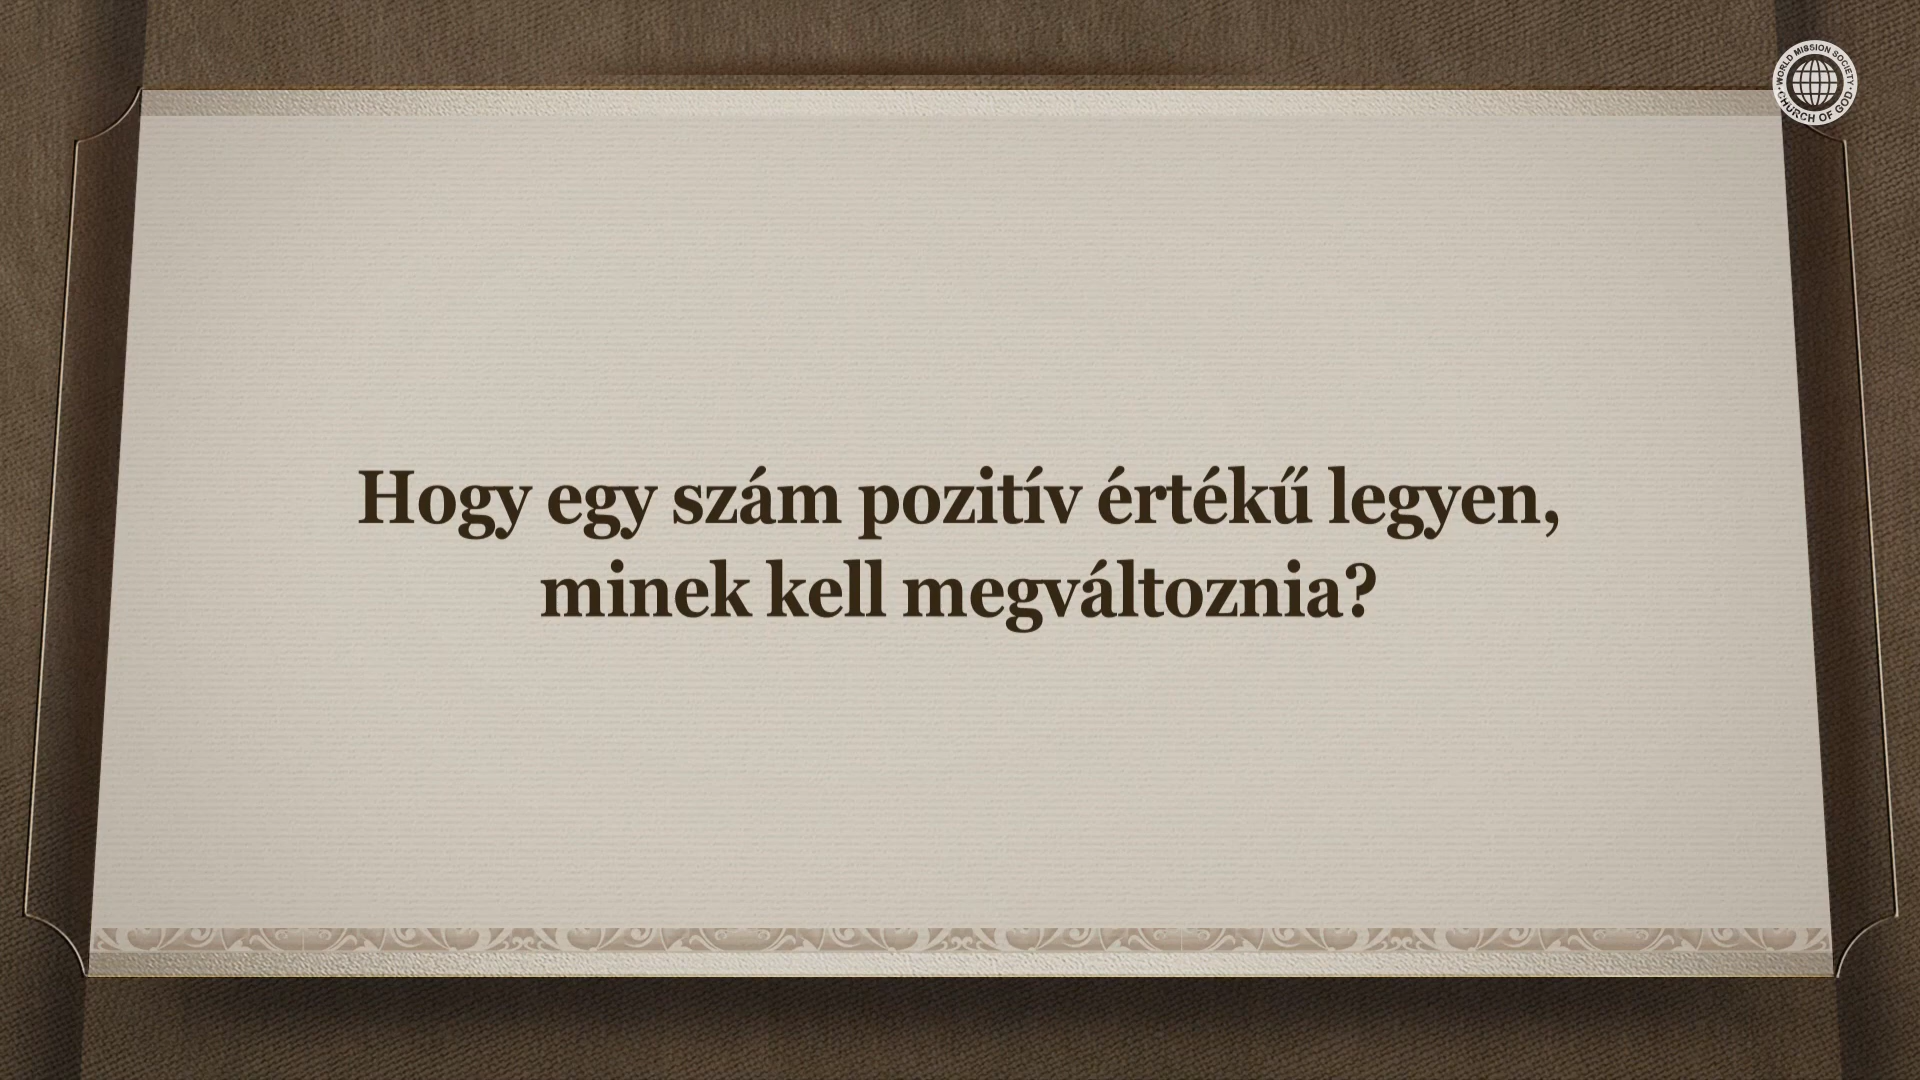 WORLD MISSION SOCIETY
CHURCH OF GOD
Hogy egy szám pozitív értékű legyen,
minek kell megváltoznia?